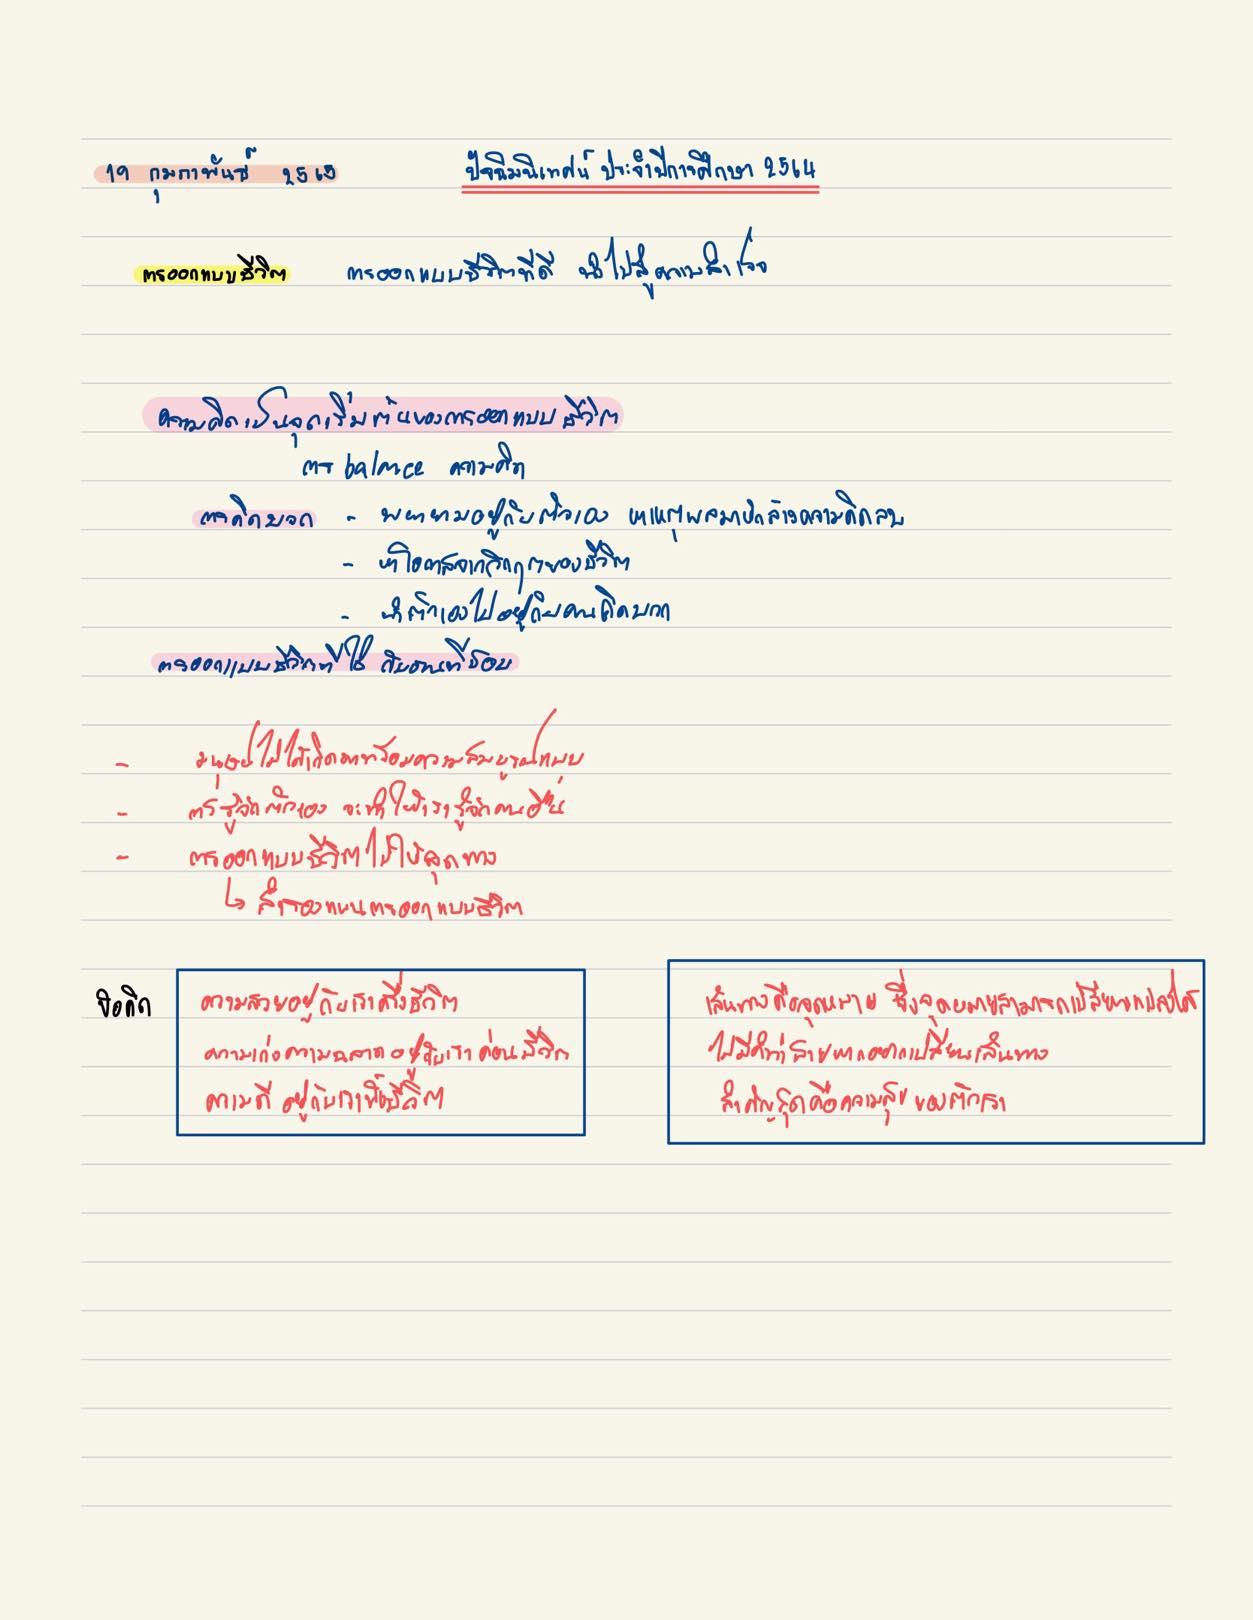 19 กุมภาพันธ์ 2565
ปัจฉิมนิเทศน์ ประจำปีการศึกษา 2564
การออกแบบชีวิต การออกแบบชีวิตที่ดี นำไปสู่ความสำเร็จ
ความคิดเป็นจุดเริ่มต้นของการออกแบบชีวิต
การ balance ความคิด
การคิดบวก - พยายามอยู่กับตัวเอง หาเหตุผลมาหักล้างความคิดลบ
- หาโอกาสจากวิกฤตของชีวิต
- นำตัวเองไปอยู่กับคนคิดบวก
การออกแบบชีวิตที่ใช่ กับงานที่ชอบ
- มนุษย์ไม่ได้เกิดมาพร้อมความสมบูรณ์แบบ
- การรู้จักตัวเอง จะทำให้เรารู้จักคนอื่น
- การออกแบบชีวิตไม่ให้หลุดทาง
↳ สำรองแผนการออกแบบชีวิต
ข้อคิด
ความสวยอยู่กับเราครึ่งชีวิต
ความเก่งความฉลาดอยู่กับเราค่อนชีวิต
ความดี อยู่กับเราทั้งชีวิต
เส้นทางคือจุดหมาย ซึ่งจุดหมายสามารถเปลี่ยนแปลงได้
ไม่มีคำว่าสายหากอยากเปลี่ยนเส้นทาง
สำคัญสุดคือความสุข ของตัวเรา